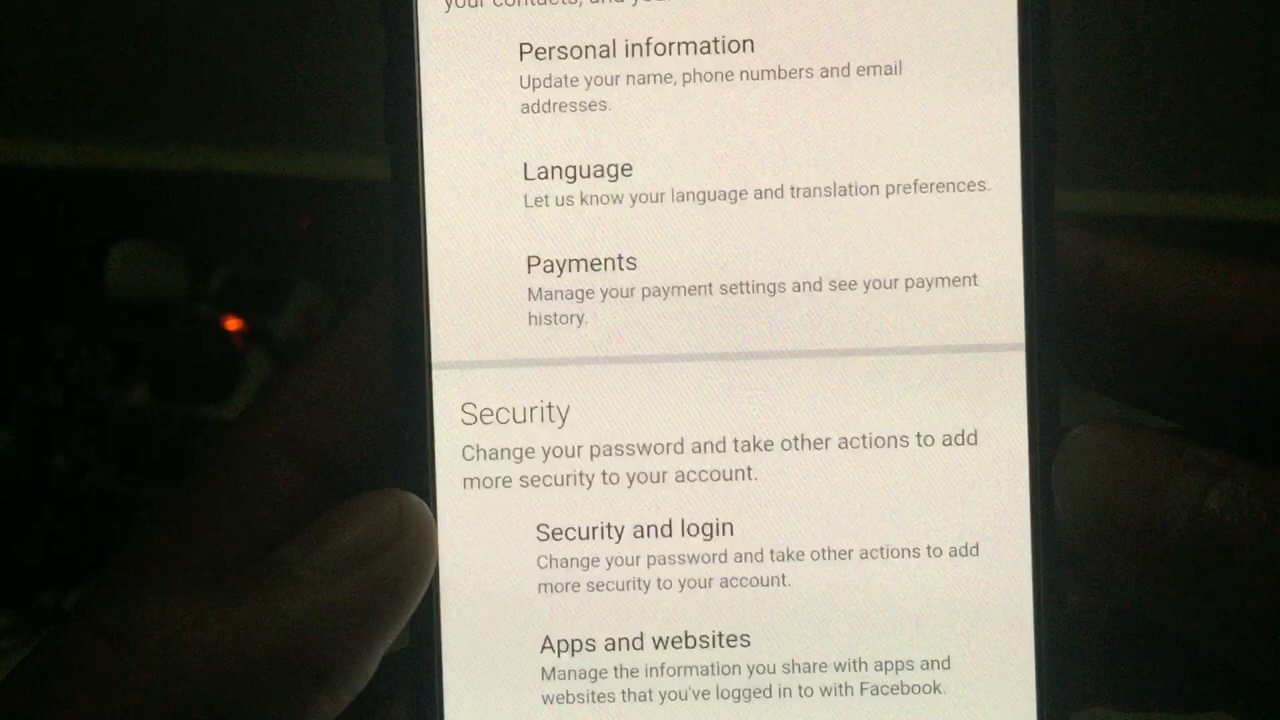 your contacts, and your
Personal information
Update your name, phone numbers and email
addresses.
Language
Let us know your language and translation preferences.
Payments
Manage your payment settings and see your payment
history.
Security
Change your password and take other actions to add
more security to your account.
Security and login
Change your password and take other actions to add
more security to your account.
Apps and websites
Manage the information you share with apps and
websites that you've logged in to with Facebook.